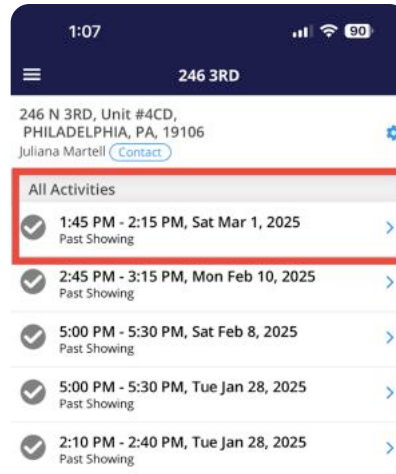 1:07
90
246 3RD
246 N 3RD, Unit #4CD,
PHILADELPHIA, PA, 19106
Juliana Martell Contact
All Activities
1:45 PM - 2:15 PM, Sat Mar 1, 2025
Past Showing
2:45 PM - 3:15 PM, Mon Feb 10, 2025
Past Showing
5:00 PM - 5:30 PM, Sat Feb 8, 2025
Past Showing
5:00 PM - 5:30 PM, Tue Jan 28, 2025
Past Showing
2:10 PM - 2:40 PM, Tue Jan 28, 2025
Past Showing